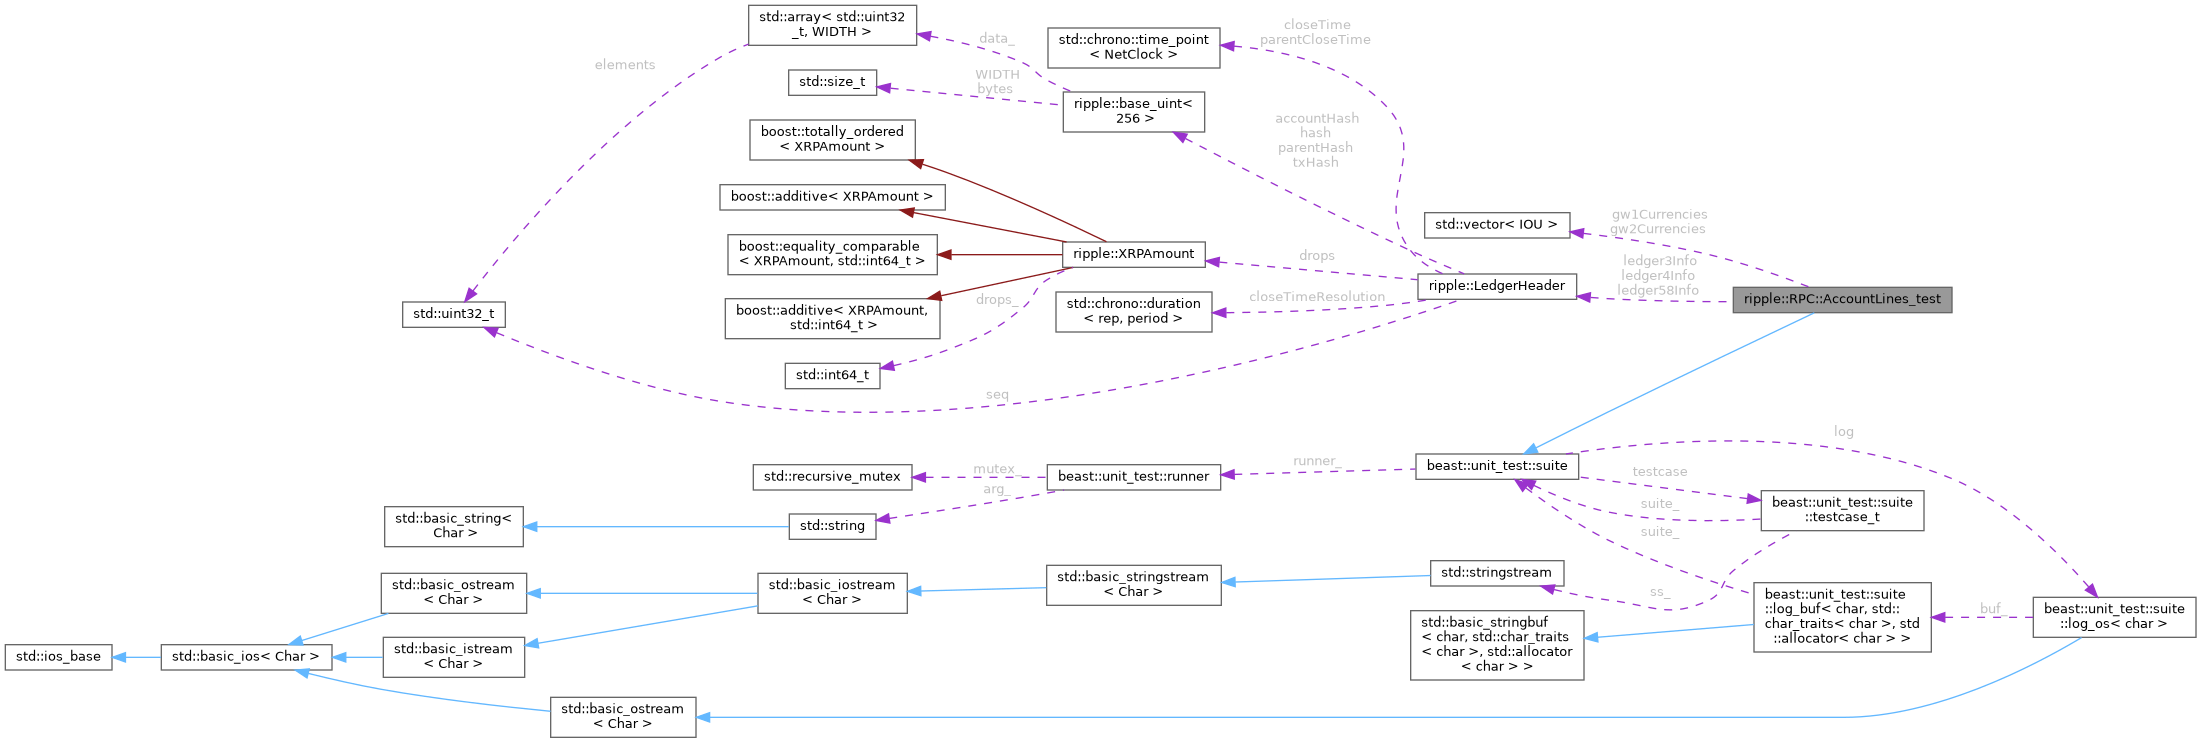 std::array< std::uint32
_t, WIDTH >
closeTime
parentCloseTime
std::chrono::time_point
< NetClock >
data_
elements
std::size_t
WIDTH
bytes
ripple::base_uint<
256 >
accountHash
hash
parentHash
txHash
boost::totally_ordered
< XRPAmount >
boost::additive< XRPAmount >
std::vector< IOU >
gw1Currencies
gw2Currencies
boost::equality_comparable
< XRPAmount, std::int64_t >
ripple::XRPAmount
drops
ledger3Info
ledger4Info
ledger58Info
ripple::LedgerHeader
ripple::RPC::AccountLines_test
boost::additive< XRPAmount,
std::int64_t >
drops_
std::chrono::duration
< rep, period >
closeTimeResolution
std::uint32_t
std::int64_t
seq
log
std::recursive_mutex
mutex_
beast::unit_test::runner
runner_
beast::unit_test::suite
testcase
arg_
suite_
beast::unit_test::suite
::testcase_t
std::basic_string<
Char >
std::string
suite_
std::basic_ostream
< Char >
std::basic_iostream
< Char >
std::basic_stringstream
< Char >
std::stringstream
ss_
beast::unit_test::suite
::log_buf< char, std::
char_traits< char >, std
::allocator< char > >
buf_
beast::unit_test::suite
::log_os< char >
std::basic_stringbuf
< char, std::char_traits
< char >, std::allocator
< char > >
std::ios_base
std::basic_ios< Char >
std::basic_istream
< Char >
std::basic_ostream
< Char >